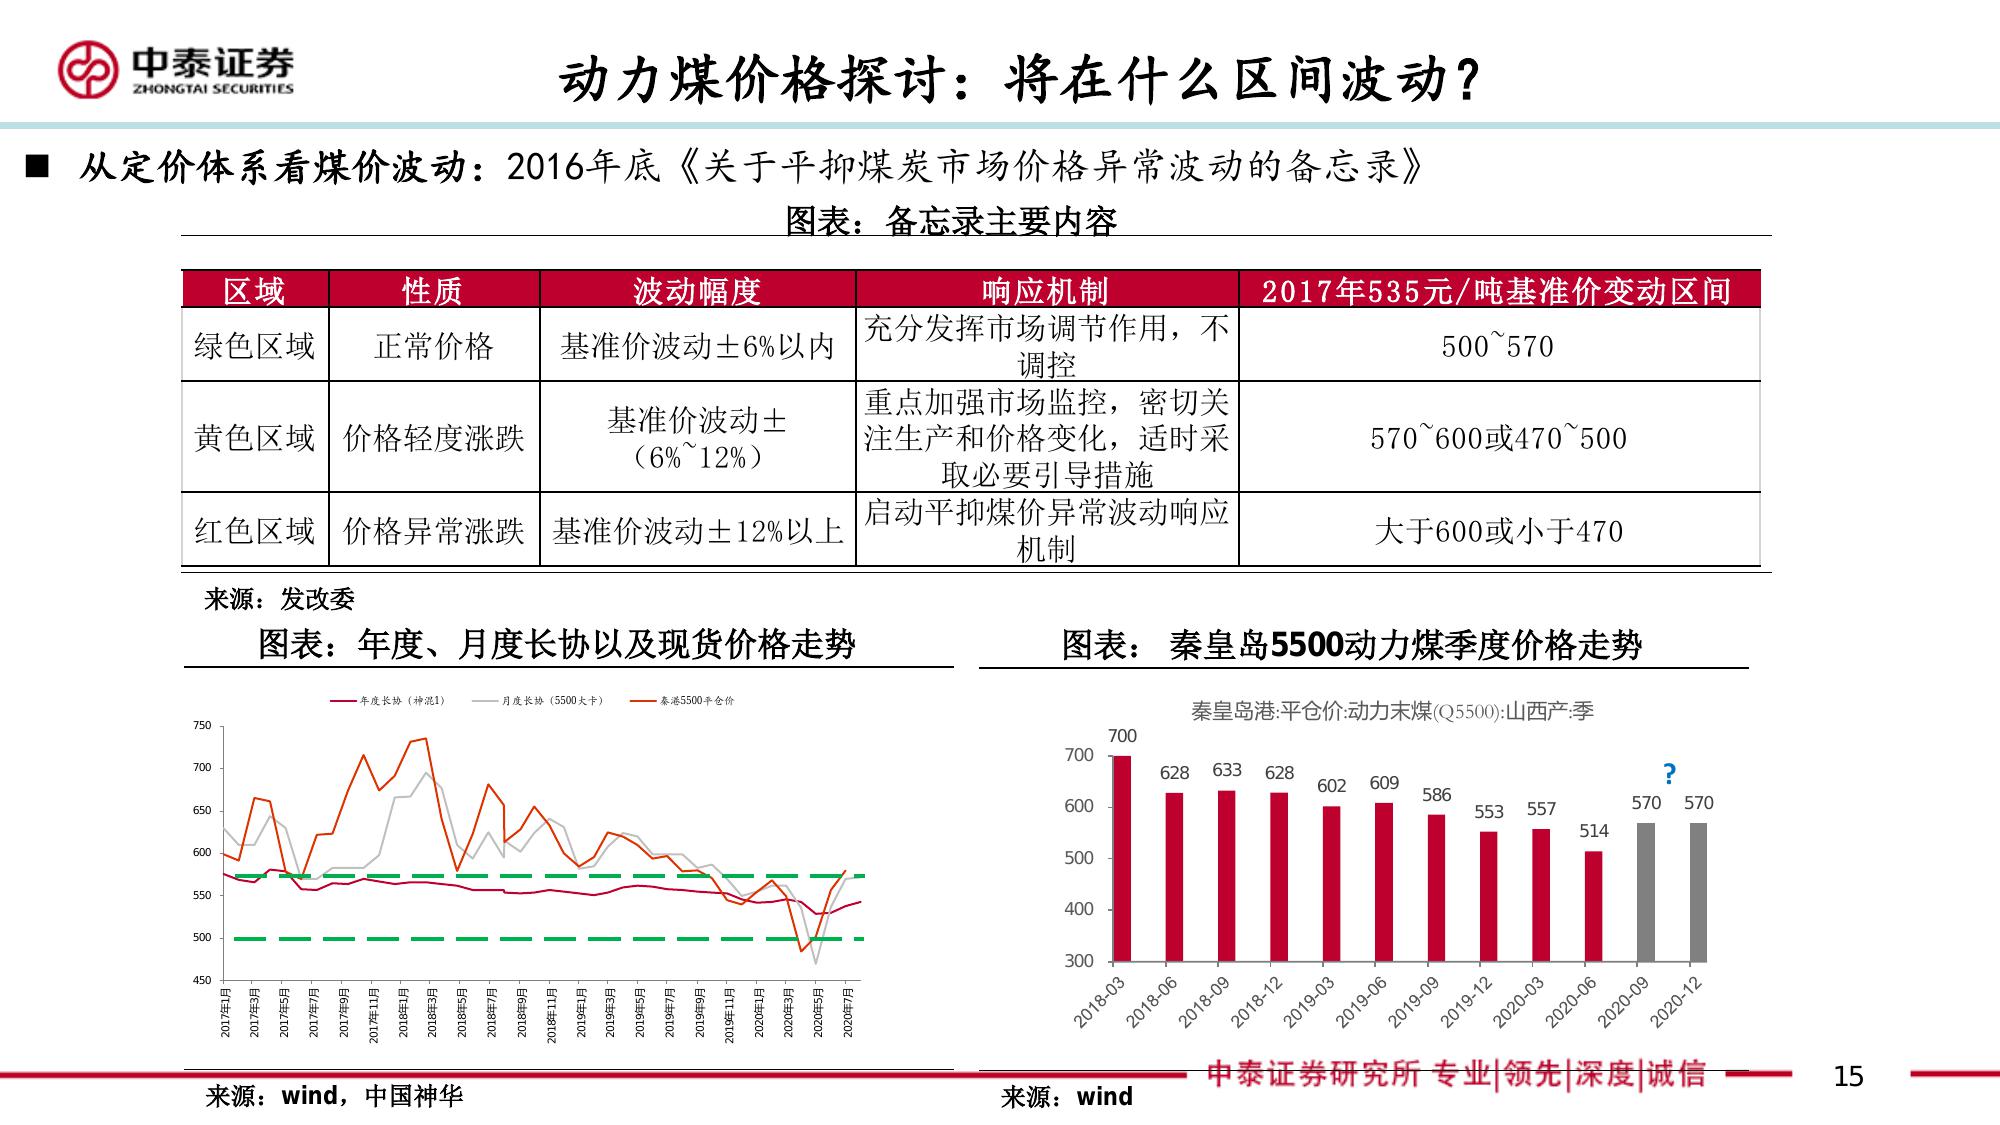 中泰证券
ZHONGTAI SECURITIES
动力煤价格探讨：将在什么区间波动？
■ 从定价体系看煤价波动：2016年底《关于平抑煤炭市场价格异常波动的备忘录》
图表：备忘录主要内容
区域 性质 波动幅度 响应机制 2017年535元/吨基准价变动区间
绿色区域 正常价格 基准价波动±6%以内 充分发挥市场调节作用，不
调控 500~570
黄色区域 价格轻度涨跌 基准价波动±
（6%~12%） 重点加强市场监控，密切关
注生产和价格变化，适时采
取必要引导措施 570~600或470~500
红色区域 价格异常涨跌 基准价波动±12%以上 启动平抑煤价异常波动响应
机制 大于600或小于470
来源：发改委
图表：年度、月度长协以及现货价格走势
年度长协（神混1） 月度长协（5500大卡） 秦港5500平仓价
750
700
650
600
550
500
450
2017年1月 2017年3月 2017年5月 2017年7月 2017年9月 2017年11月 2018年1月 2018年3月 2018年5月 2018年7月 2018年9月 2018年11月 2019年1月 2019年3月 2019年5月 2019年7月 2019年9月 2019年11月 2020年1月 2020年3月 2020年5月 2020年7月
来源：wind，中国神华
图表： 秦皇岛5500动力煤季度价格走势
秦皇岛港:平仓价:动力末煤(Q5500):山西产:季
700 628 633 628 602 609 586 553 557 514 570 570
?
700
600
500
400
300
2018-03 2018-06 2018-09 2018-12 2019-03 2019-06 2019-09 2019-12 2020-03 2020-06 2020-09 2020-12
来源：wind
中泰证券研究所 专业|领先|深度|诚信
15